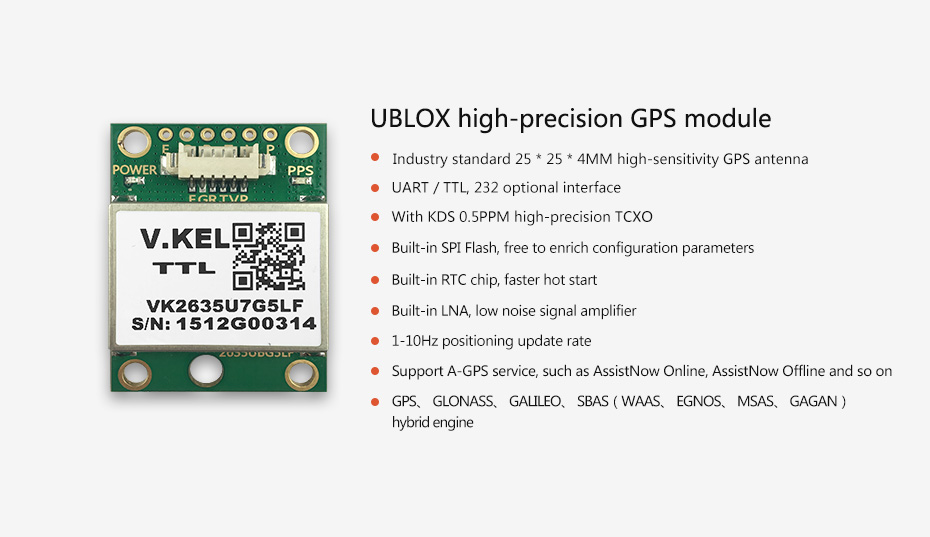 UBLOX high-precision GPS module
Industry standard 25 * 25 * 4MM high-sensitivity GPS antenna
UART / TTL, 232 optional interface
With KDS 0.5PPM high-precision TCXO
Built-in SPI Flash, free to enrich configuration parameters
Built-in RTC chip, faster hot start
Built-in LNA, low noise signal amplifier
1-10Hz positioning update rate
Support A-GPS service, such as AssistNow Online, AssistNow Offline and so on
GPS、 GLONASS、 GALILEO、 SBAS ( WAAS、 EGNOS、 MSAS、 GAGAN )
hybrid engine
E P
POWER PPS
EGRTVP
V.KEL
TTL
VK2635U7G5LF
S/N: 1512G00314